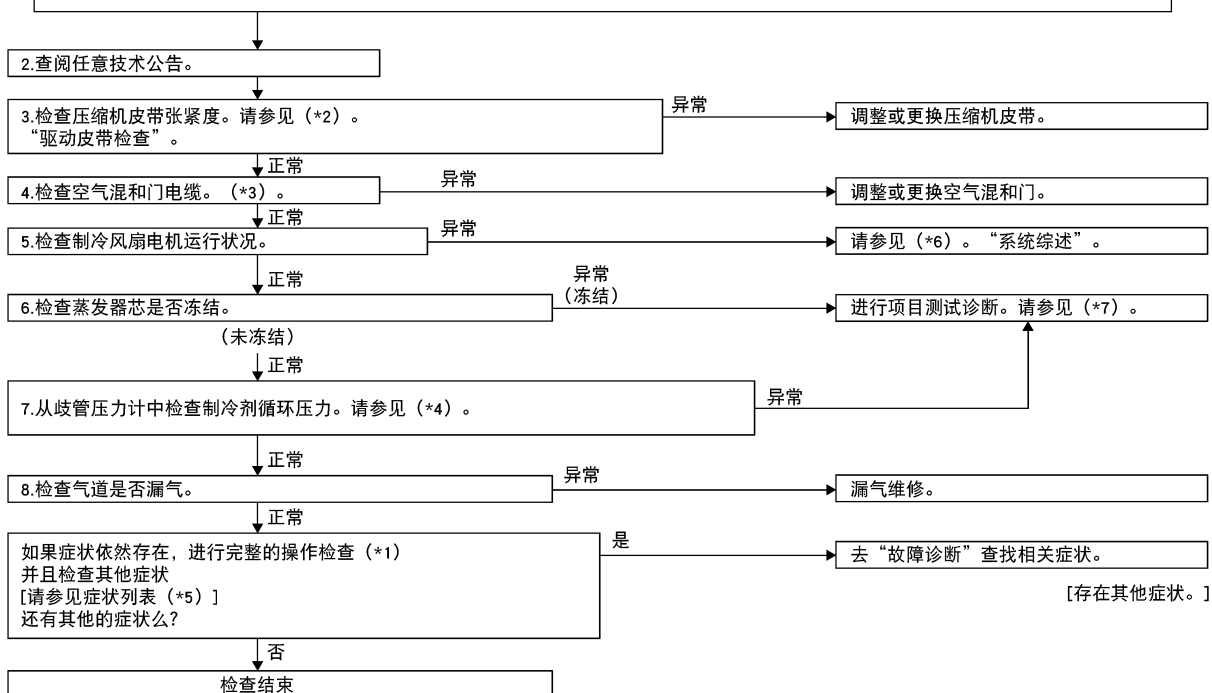 2.查阅任意技术公告。
3.检查压缩机皮带张紧度。请参见（*2）。
“驱动皮带检查”。
异常
调整或更换压缩机皮带。
正常
4.检查空气混和门电缆。（*3）。
异常
调整或更换空气混和门。
正常
5.检查制冷风扇电机运行状况。
异常
请参见（*6）。“系统综述”。
正常
6.检查蒸发器芯是否冻结。
异常
（冻结）
进行项目测试诊断。请参见（*7）。
（未冻结）
正常
7.从歧管压力计中检查制冷剂循环压力。请参见（*4）。
异常
正常
8.检查气道是否漏气。
异常
漏气维修。
正常
如果症状依然存在，进行完整的操作检查（*1）
并且检查其他症状
[请参见症状列表（*5）]
还有其他的症状么?
是
去“故障诊断”查找相关症状。
[存在其他症状。]
否
检查结束